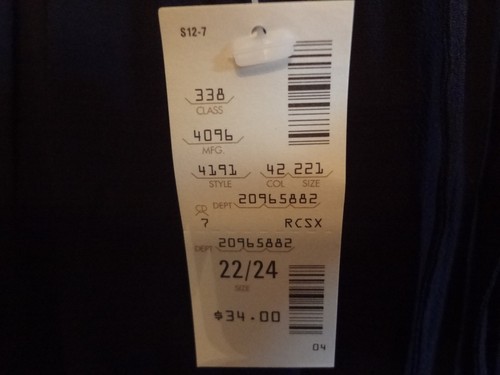 S12-7
338
CLASS
4096
MFG.
4191 42 221
STYLE COL SIZE
DEPT 20965882
CD
7 RCSX
DEPT 20965882
22/24
SIZE
$34.00
04